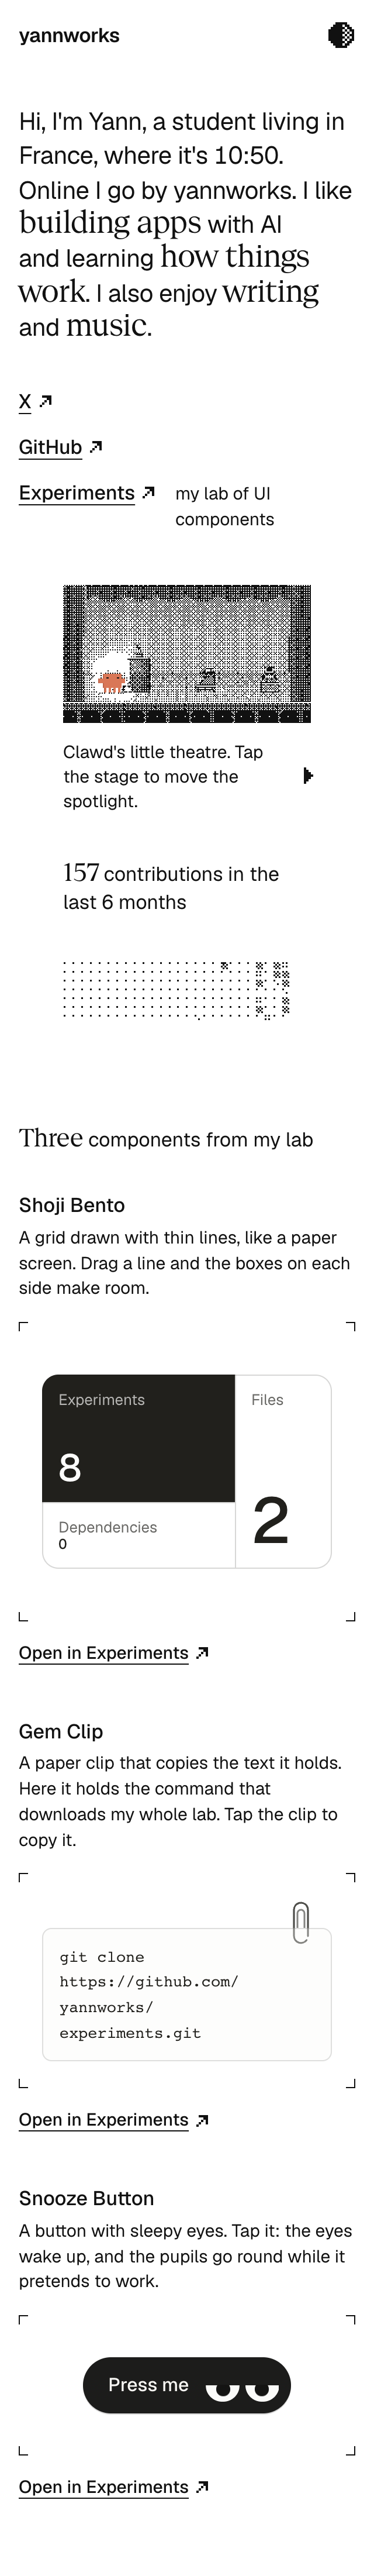 yannworks
Hi, I'm Yann, a student living in
France, where it's 10:50.
Online I go by yannworks. I like
building apps with AI
and learning how things
work. I also enjoy writing
and music.
X
GitHub
Experiments my lab of UI
components
Clawd's little theatre. Tap
the stage to move the
spotlight.
157 contributions in the
last 6 months
Three components from my lab
Shoji Bento
A grid drawn with thin lines, like a paper
screen. Drag a line and the boxes on each
side make room.
Experiments
8
Dependencies
0
Files
2
Open in Experiments
Gem Clip
A paper clip that copies the text it holds.
Here it holds the command that
downloads my whole lab. Tap the clip to
copy it.
git clone
https://github.com/
yannworks/
experiments.git
Open in Experiments
Snooze Button
A button with sleepy eyes. Tap it: the eyes
wake up, and the pupils go round while it
pretends to work.
Press me
Open in Experiments